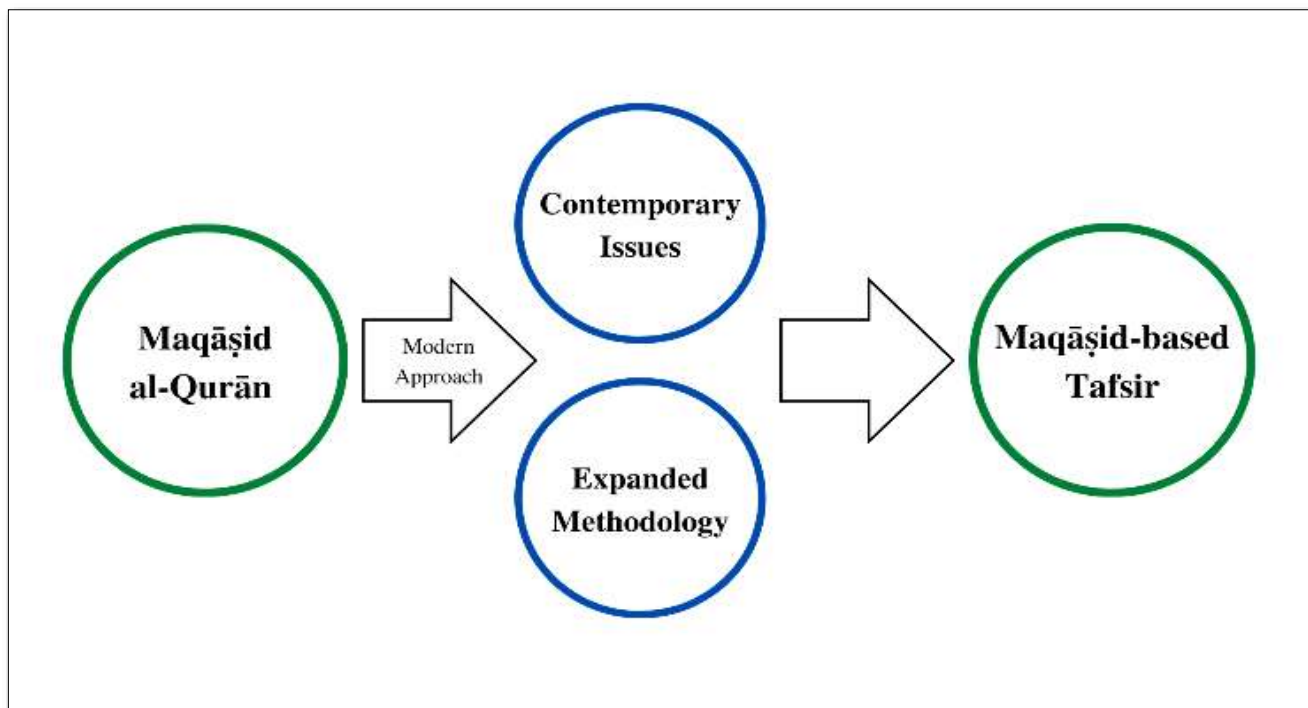 Maqāṣid
al-Qurān
Modern
Approach
Contemporary
Issues
Expanded
Methodology
Maqāṣid-based
Tafsir